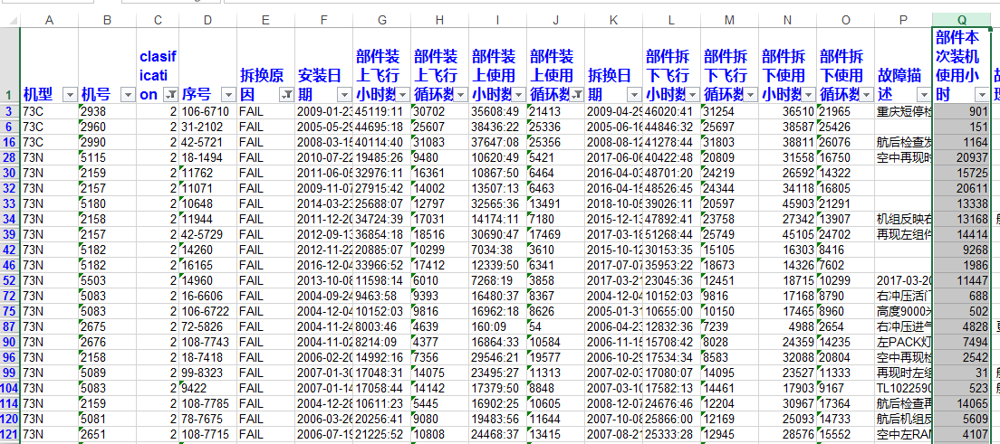 A B C D E F G H I J K L M N O P Q
1 机型 机号 clasification 序号 拆换原因 安装日期 部件装上飞行小时数 部件装上飞行循环数 部件装上使用小时数 部件装上使用循环数 拆换日期 部件拆下飞行小时数 部件拆下飞行循环数 部件拆下使用小时数 部件拆下使用循环数 故障描述 部件本次装机使用小时
3 73C 2938 2 106-6710 FAIL 2009-01-23 45119:11 30702 35608:49 21413 2009-04-29 46020:41 31254 36510 21965 重庆短停检 901
6 73C 2960 2 31-2102 FAIL 2005-05-29 44695:18 25607 38436:22 25336 2005-06-16 44846:32 25697 38587 25426 151
16 73C 2990 2 42-5721 FAIL 2008-03-15 40114:40 31083 37647:08 25356 2008-08-12 41278:44 31803 38811 26076 航后检查发 1164
28 73N 5115 2 18-1494 FAIL 2010-07-22 19485:26 9480 10620:49 5421 2017-06-06 40422:48 20809 31558 16750 空中再现时 20937
30 73N 2159 2 11762 FAIL 2011-06-05 32976:11 16361 10867:50 6464 2016-04-03 48701:20 24219 26592 14322 15725
32 73N 2157 2 11071 FAIL 2009-11-07 27915:42 14002 13507:13 6463 2016-04-15 48526:45 24344 34118 16805 20611
33 73N 5180 2 10648 FAIL 2014-03-23 25688:07 12797 32565:36 13491 2018-10-05 39026:11 20597 45903 21291 13338
34 73N 2158 2 11944 FAIL 2011-12-20 34724:39 17031 14174:11 7180 2015-12-13 47892:41 23758 27342 13907 机组反映右 13168
39 73N 2157 2 42-5729 FAIL 2012-09-13 36854:18 18516 30690:47 17469 2017-03-18 51268:44 25749 45105 24702 再现左组件 14414
42 73N 5182 2 14260 FAIL 2012-11-22 20885:07 10299 7034:38 3610 2015-10-12 30153:35 15105 16303 8416 9268
46 73N 5182 2 16165 FAIL 2016-12-04 33966:52 17412 12339:50 6341 2017-07-07 35953:22 18673 14326 7602 1986
52 73N 5503 2 14960 FAIL 2013-10-08 11598:14 6010 7268:19 3858 2017-03-21 23045:36 12451 18715 10299 2017-03-20 11447
72 73N 5083 2 16-6606 FAIL 2004-09-24 9463:58 9393 16480:37 8367 2004-12-04 10152:03 9816 17168 8790 右冲压活门 688
75 73N 5083 2 106-6722 FAIL 2004-12-04 10152:03 9816 16962:18 8626 2005-01-31 10655:00 10150 17465 8960 高度9000米 502
87 73N 2675 2 72-5826 FAIL 2004-11-24 8003:46 4639 160:09 54 2006-04-23 12832:36 7239 4988 2654 右冲压进气 4828
90 73N 2676 2 108-7743 FAIL 2004-11-02 8214:09 4377 16864:33 10584 2006-11-15 15708:42 8028 24359 14235 左PACK灯 7494
96 73N 2158 2 18-7418 FAIL 2006-02-20 14992:16 7356 29546:21 19577 2006-10-29 17534:34 8583 32088 20804 空中再现检 2542
99 73N 5089 2 99-8323 FAIL 2007-01-30 17048:31 14075 23495:27 11313 2007-02-03 17080:07 14095 23527 11333 再现时左组 31
104 73N 5083 2 9422 FAIL 2007-01-14 17058:44 14142 17379:50 8848 2007-03-10 17582:13 14461 17903 9167 TL1022590 523
114 73N 2159 2 108-7785 FAIL 2004-12-28 10611:23 5445 16902:25 10605 2008-12-07 24676:46 12204 30967 17364 航后检查再 14065
120 73N 5081 2 78-7675 FAIL 2006-03-26 20256:41 9080 19483:56 11644 2007-10-08 25866:00 12169 25093 14733 航后机组反 5609
121 73N 2651 2 108-7715 FAIL 2006-07-19 21225:52 10808 24468:37 13415 2007-08-21 25333:28 12945 28576 15552 空中左RAM 4107